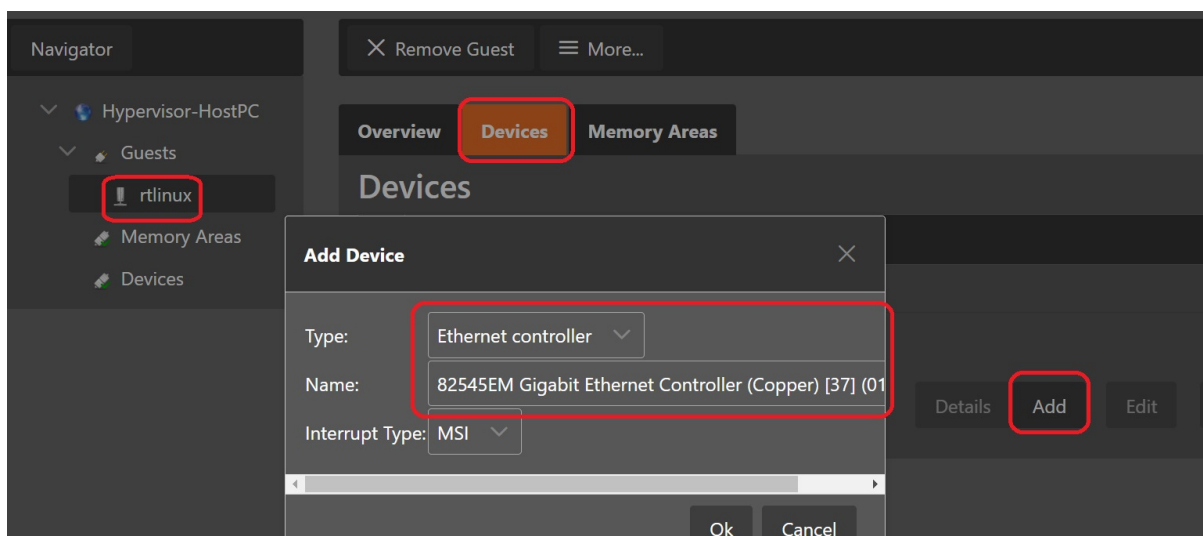 Navigator
Remove Guest
More...
Hypervisor-HostPC
Guests
rtlinux
Memory Areas
Devices
Overview
Devices
Memory Areas
Devices
Add Device
Type:
Ethernet controller
Name:
82545EM Gigabit Ethernet Controller (Copper) [37] (01
Interrupt Type:
MSI
Ok
Cancel
Details
Add
Edit